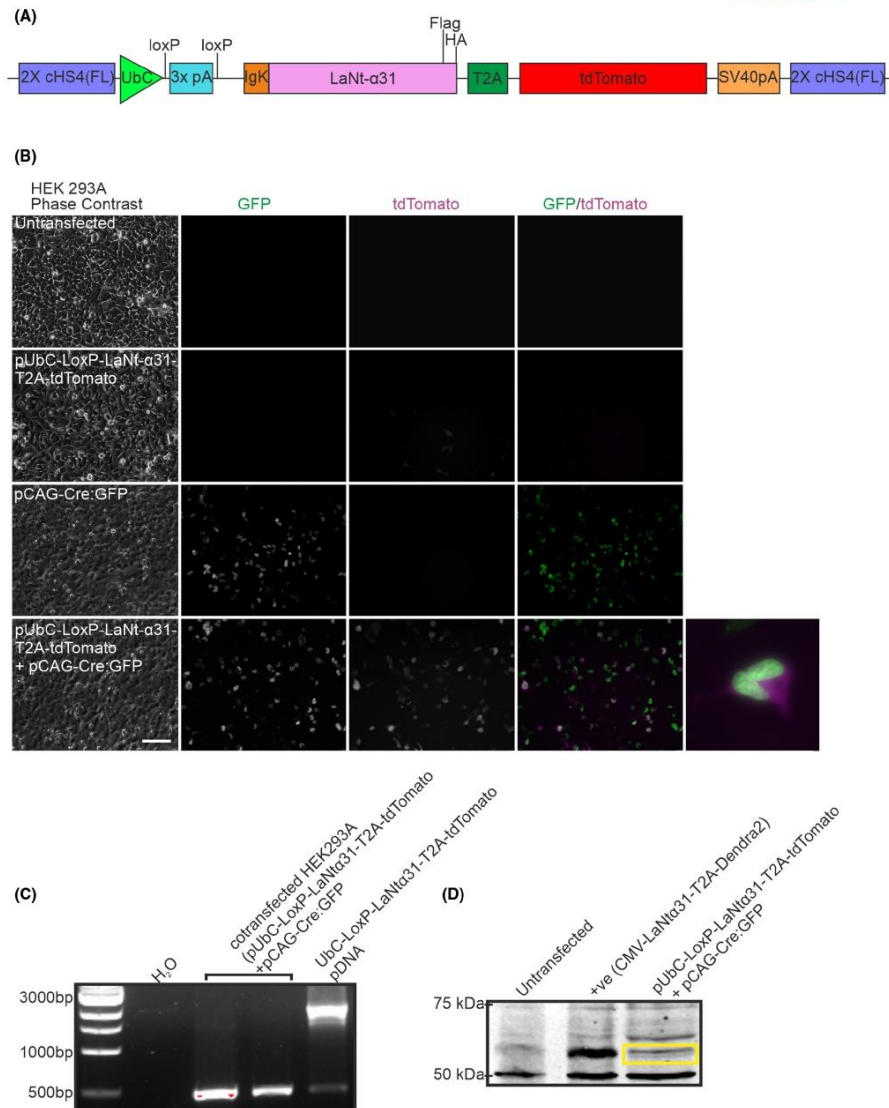 (A)
Flag
loxP loxP HA
2X cHS4(FL) UbC 3x pA IgK LaNt-α31 T2A tdTomato SV40pA 2X cHS4(FL)
(B)
HEK 293A
Phase Contrast GFP tdTomato GFP/tdTomato
Untransfected
pUbC-LoxP-LaNt-α31-
T2A-tdTomato
pCAG-Cre:GFP
pUbC-LoxP-LaNt-α31-
T2A-tdTomato
+ pCAG-Cre:GFP
(C)
H₂O
cotransfected HEK293A
(pUbC-LoxP-LaNtα31-T2A-tdTomato
+pCAG-Cre:GFP
UbC-LoxP-LaNtα31-T2A-tdTomato
pDNA
3000bp
1000bp
500bp
(D)
Untransfected
+ve (CMV-LaNtα31-T2A-Dendra2)
pUbC-LoxP-LaNtα31-T2A-tdTomato
+ pCAG-Cre:GFP
75 kDa
50 kDa